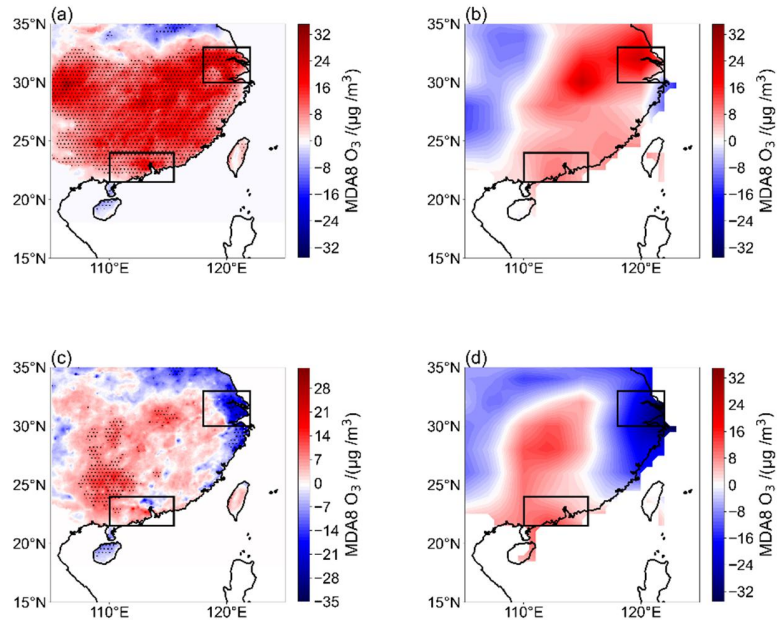 (a)
35°N
30°N
25°N
20°N
15°N
110°E
120°E
32
24
16
8
0
−8
−16
−24
−32
MDA8 O₃ /(μg /m³)
(b)
35°N
30°N
25°N
20°N
15°N
110°E
120°E
32
24
16
8
0
−8
−16
−24
−32
MDA8 O₃ /(μg /m³)
(c)
35°N
30°N
25°N
20°N
15°N
110°E
120°E
28
21
14
7
0
−7
−14
−21
−28
−35
MDA8 O₃ /(μg /m³)
(d)
35°N
30°N
25°N
20°N
15°N
110°E
120°E
32
24
16
8
0
−8
−16
−24
−32
MDA8 O₃ /(μg /m³)